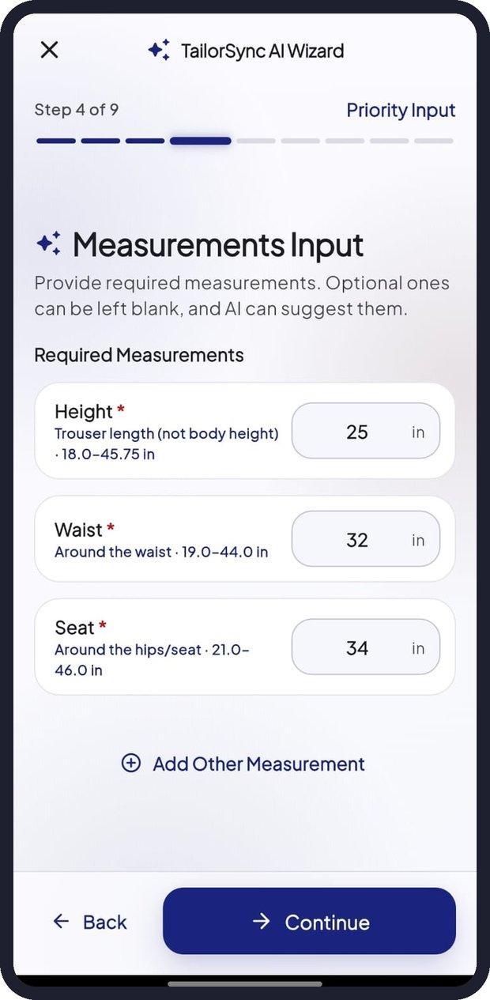 TailorSync AI Wizard
Step 4 of 9
Priority Input
Measurements Input
Provide required measurements. Optional ones
can be left blank, and AI can suggest them.
Required Measurements
Height *
Trouser length (not body height)
· 18.0–45.75 in
25 in
Waist *
Around the waist · 19.0–44.0 in
32 in
Seat *
Around the hips/seat · 21.0–
46.0 in
34 in
Add Other Measurement
Back
Continue